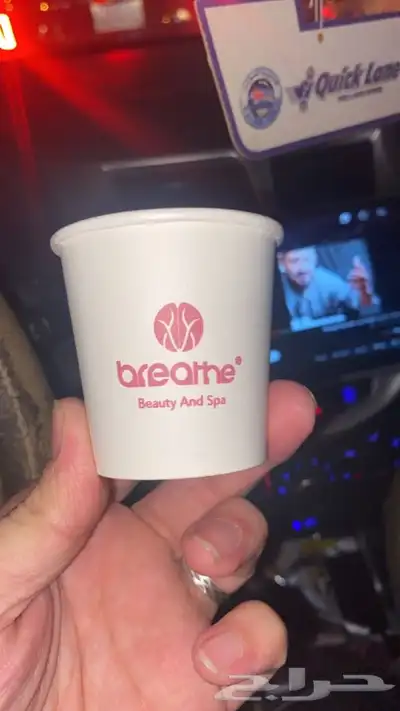 Quick Lane
breathe
Beauty And Spa
حراج